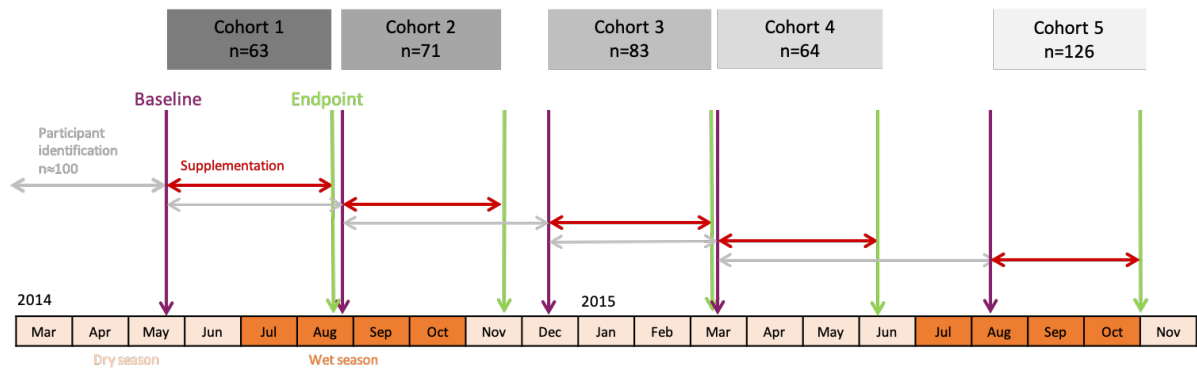 Cohort 1
n=63
Cohort 2
n=71
Cohort 3
n=83
Cohort 4
n=64
Cohort 5
n=126
Baseline
Endpoint
Participant
identification
n≈100
Supplementation
2014
2015
Mar Apr May Jun Jul Aug Sep Oct Nov Dec Jan Feb Mar Apr May Jun Jul Aug Sep Oct Nov
Dry season
Wet season